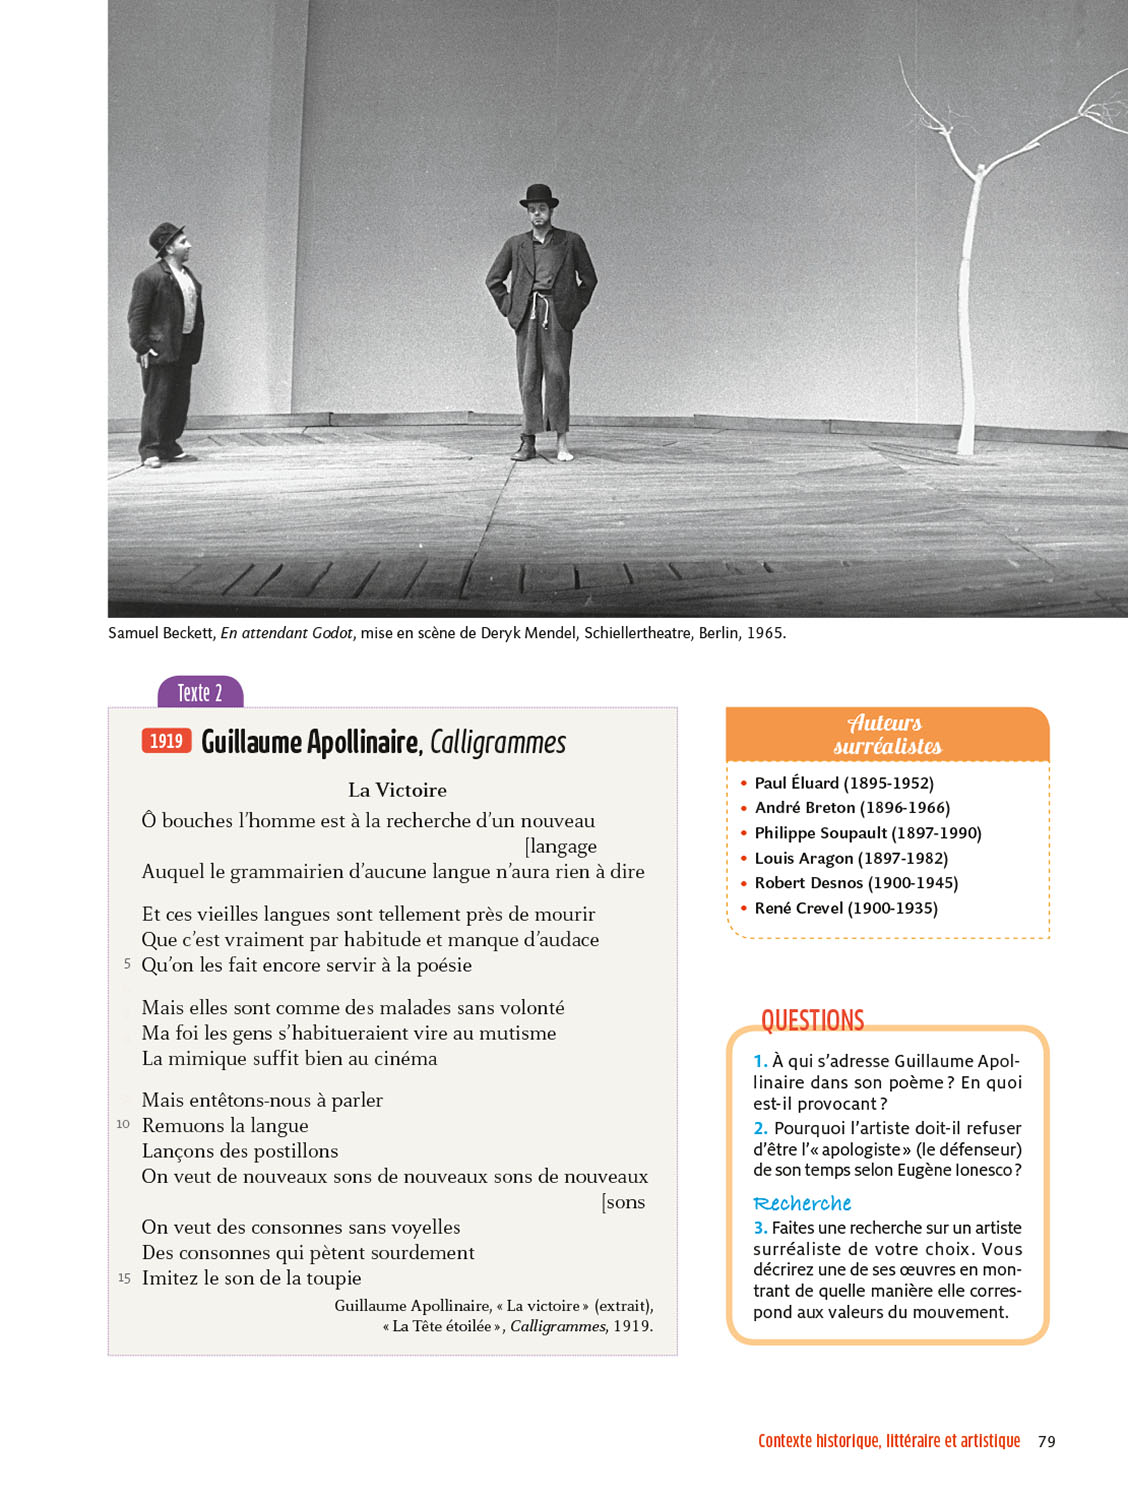 Samuel Beckett, En attendant Godot, mise en scène de Deryk Mendel, Schiellertheatre, Berlin, 1965.
Texte 2
1919 Guillaume Apollinaire, Calligrammes
La Victoire
Ô bouches l’homme est à la recherche d’un nouveau
[langage
Auquel le grammairien d’aucune langue n’aura rien à dire
Et ces vieilles langues sont tellement près de mourir
Que c’est vraiment par habitude et manque d’audace
5 Qu’on les fait encore servir à la poésie
Mais elles sont comme des malades sans volonté
Ma foi les gens s’habitueraient vire au mutisme
La mimique suffit bien au cinéma
Mais entêtons-nous à parler
10 Remuons la langue
Lançons des postillons
On veut de nouveaux sons de nouveaux sons de nouveaux
[sons
On veut des consonnes sans voyelles
Des consonnes qui pètent sourdement
15 Imitez le son de la toupie
Guillaume Apollinaire, « La victoire » (extrait),
« La Tête étoilée », Calligrammes, 1919.
Auteurs
surréalistes
• Paul Éluard (1895-1952)
• André Breton (1896-1966)
• Philippe Soupault (1897-1990)
• Louis Aragon (1897-1982)
• Robert Desnos (1900-1945)
• René Crevel (1900-1935)
QUESTIONS
1. À qui s’adresse Guillaume Apol-
linaire dans son poème ? En quoi
est-il provocant ?
2. Pourquoi l’artiste doit-il refuser
d’être l’« apologiste » (le défenseur)
de son temps selon Eugène Ionesco ?
Recherche
3. Faites une recherche sur un artiste
surréaliste de votre choix. Vous
décrirez une de ses œuvres en mon-
trant de quelle manière elle corres-
pond aux valeurs du mouvement.
Contexte historique, littéraire et artistique 79